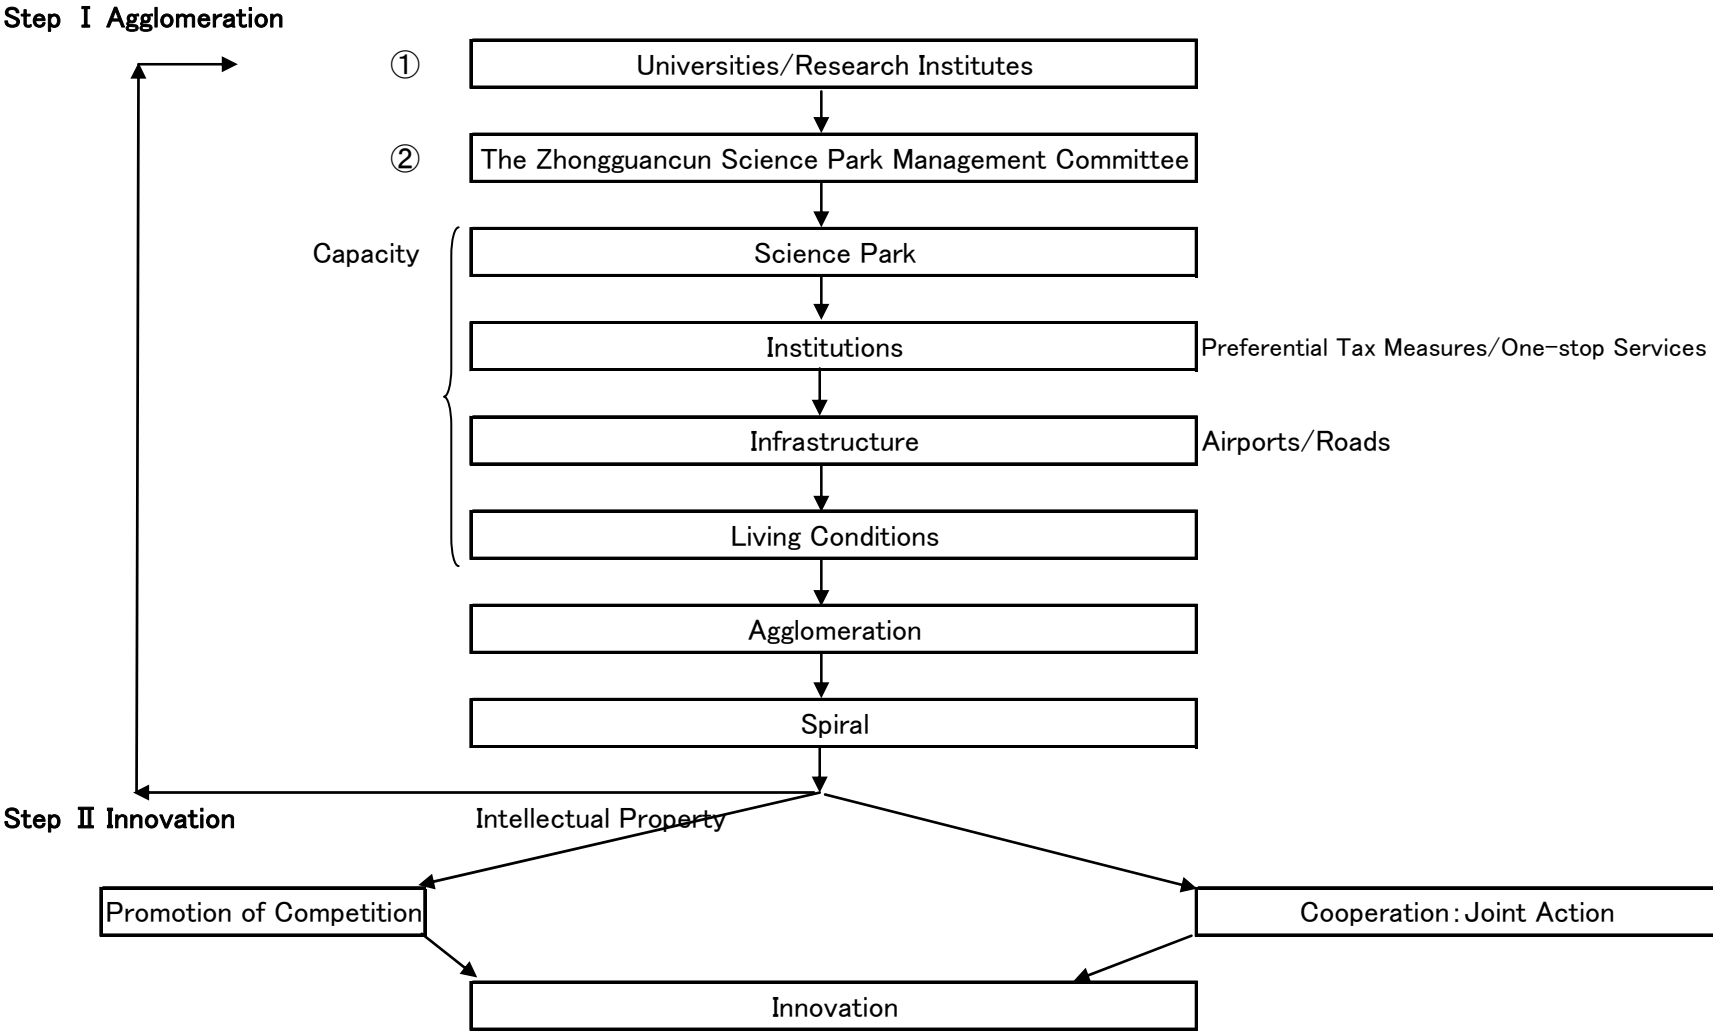 Step Ⅰ Agglomeration
① Universities/Research Institutes
② The Zhongguancun Science Park Management Committee
Capacity Science Park
Institutions Preferential Tax Measures/One-stop Services
Infrastructure Airports/Roads
Living Conditions
Agglomeration
Spiral
Step Ⅱ Innovation Intellectual Property
Promotion of Competition Cooperation：Joint Action
Innovation